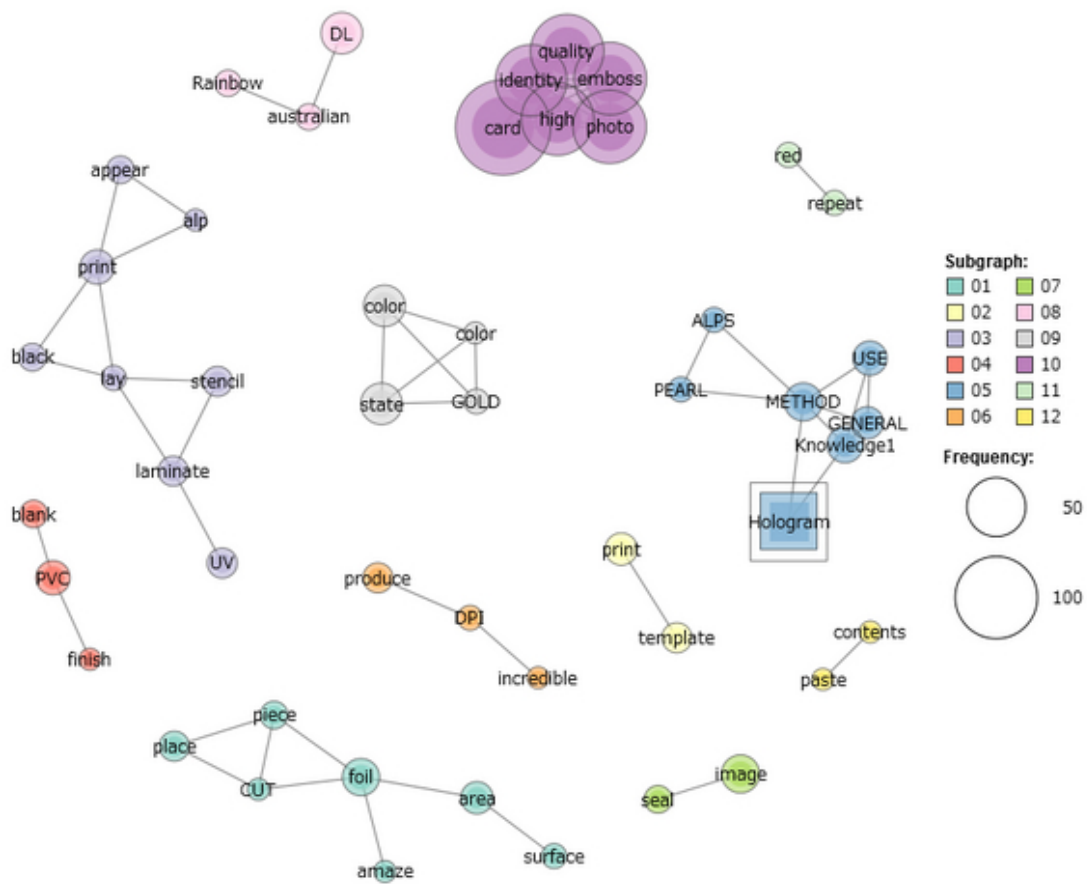 DL
Rainbow
australian
quality
identity
emboss
card
high
photo
red
repeat
appear
alp
print
black
lay
stencil
laminate
UV
color
color
state
GOLD
ALPS
PEARL
METHOD
USE
GENERAL
Knowledge1
Hologram
Subgraph:
01 07
02 08
03 09
04 10
05 11
06 12
Frequency:
50
100
blank
PVC
finish
produce
DPI
incredible
print
template
contents
paste
piece
place
CUT
foil
area
amaze
surface
image
seal